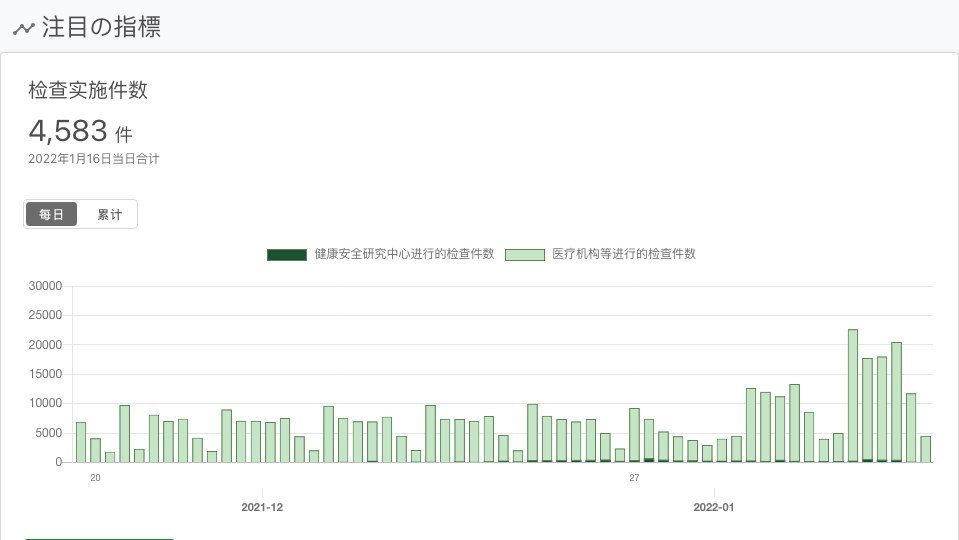 注目の指標
检查实施件数
4,583 件
2022年1月16日当日合计
每日 累计
健康安全研究中心进行的检查件数 医疗机构等进行的检查件数
30000
25000
20000
15000
10000
5000
0
20 27
2021-12 2022-01